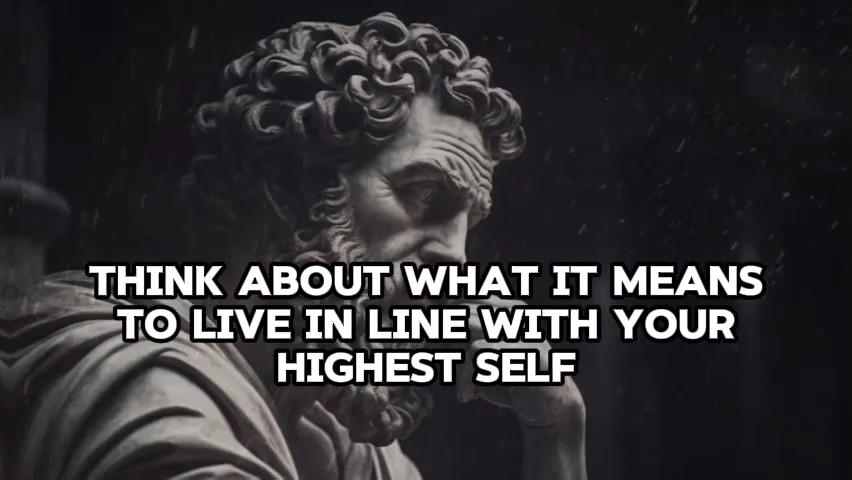 THINK ABOUT WHAT IT MEANS
TO LIVE IN LINE WITH YOUR
HIGHEST SELF